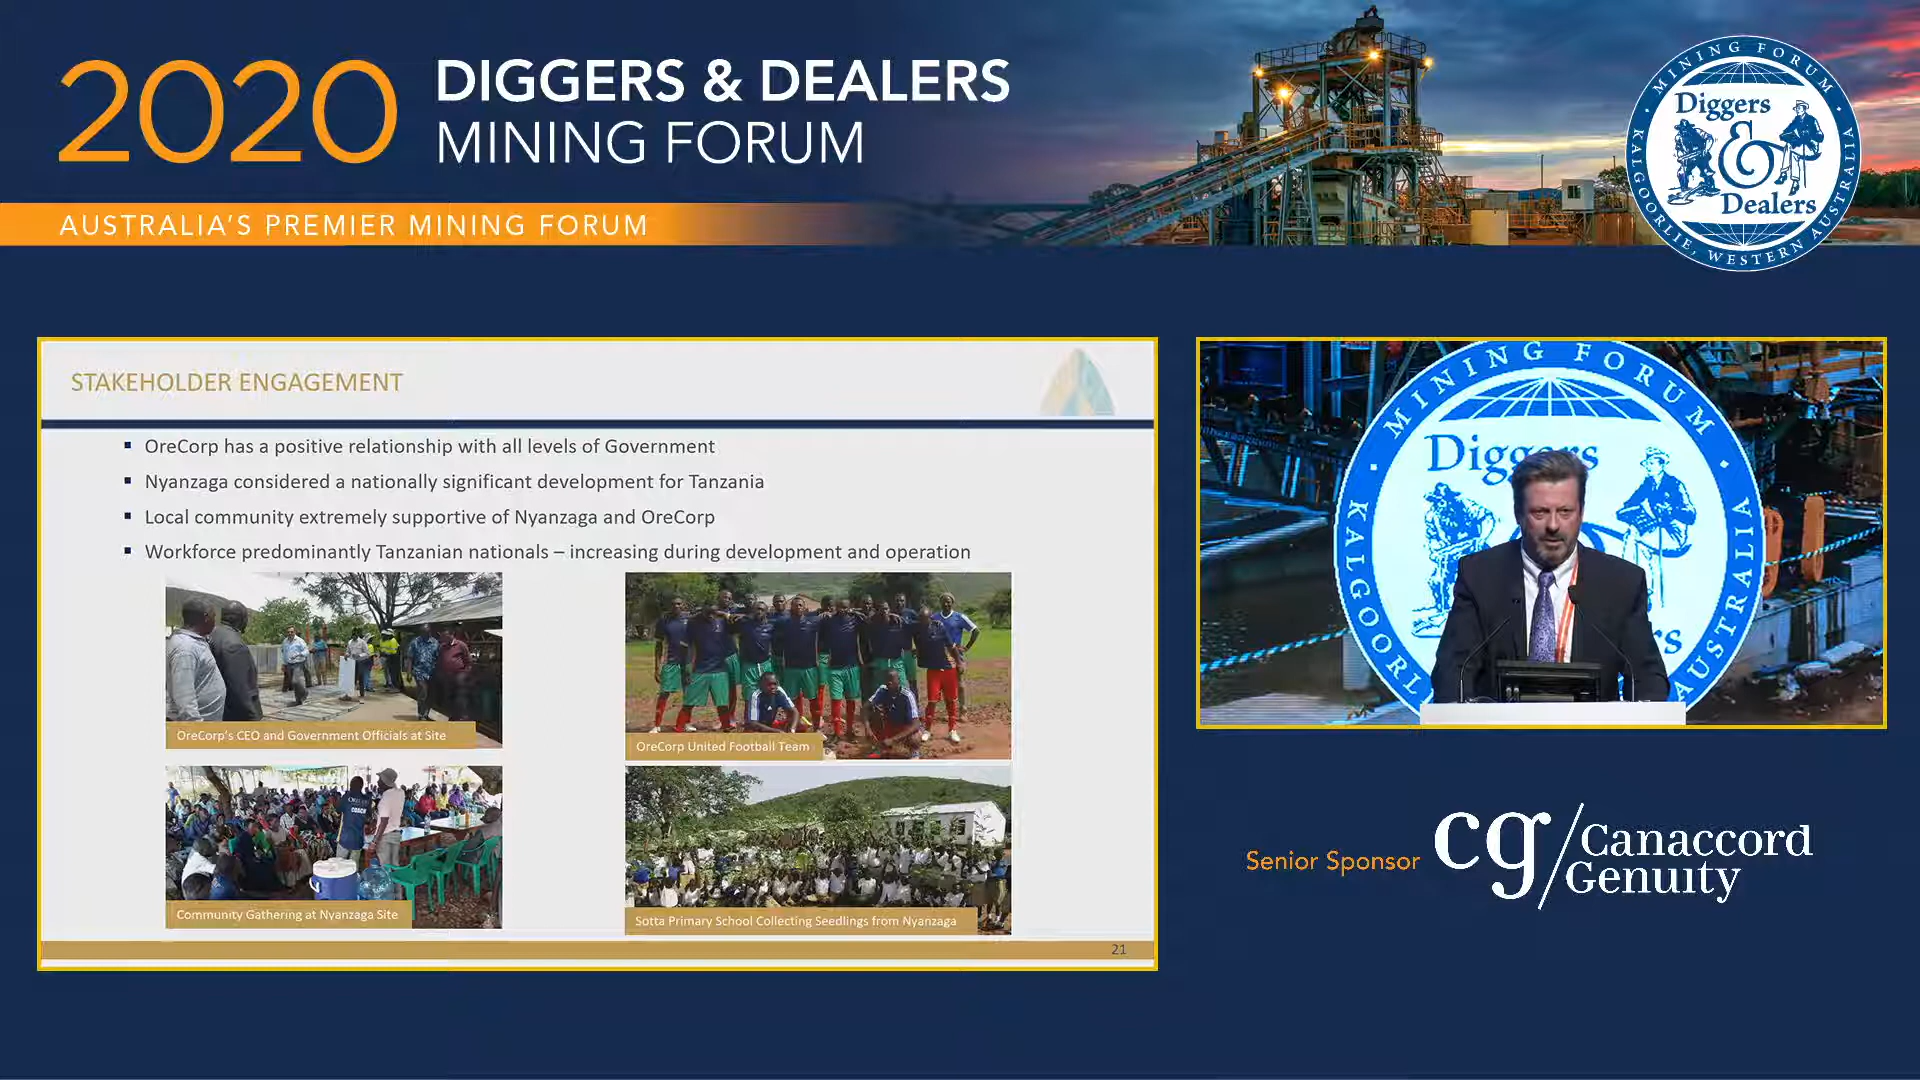 2020
DIGGERS & DEALERS
MINING FORUM
AUSTRALIA'S PREMIER MINING FORUM
MINING FORUM
Diggers
&
Dealers
KALGOORLIE, WESTERN AUSTRALIA
STAKEHOLDER ENGAGEMENT
▪ OreCorp has a positive relationship with all levels of Government
▪ Nyanzaga considered a nationally significant development for Tanzania
▪ Local community extremely supportive of Nyanzaga and OreCorp
▪ Workforce predominantly Tanzanian nationals – increasing during development and operation
OreCorp's CEO and Government Officials at Site
OreCorp United Football Team
COACH
Community Gathering at Nyanzaga Site
Sotta Primary School Collecting Seedlings from Nyanzaga
21
MINING FORUM
Diggers
rs
KALGOORL
AUSTRALIA
Senior Sponsor
cg/Canaccord
Genuity